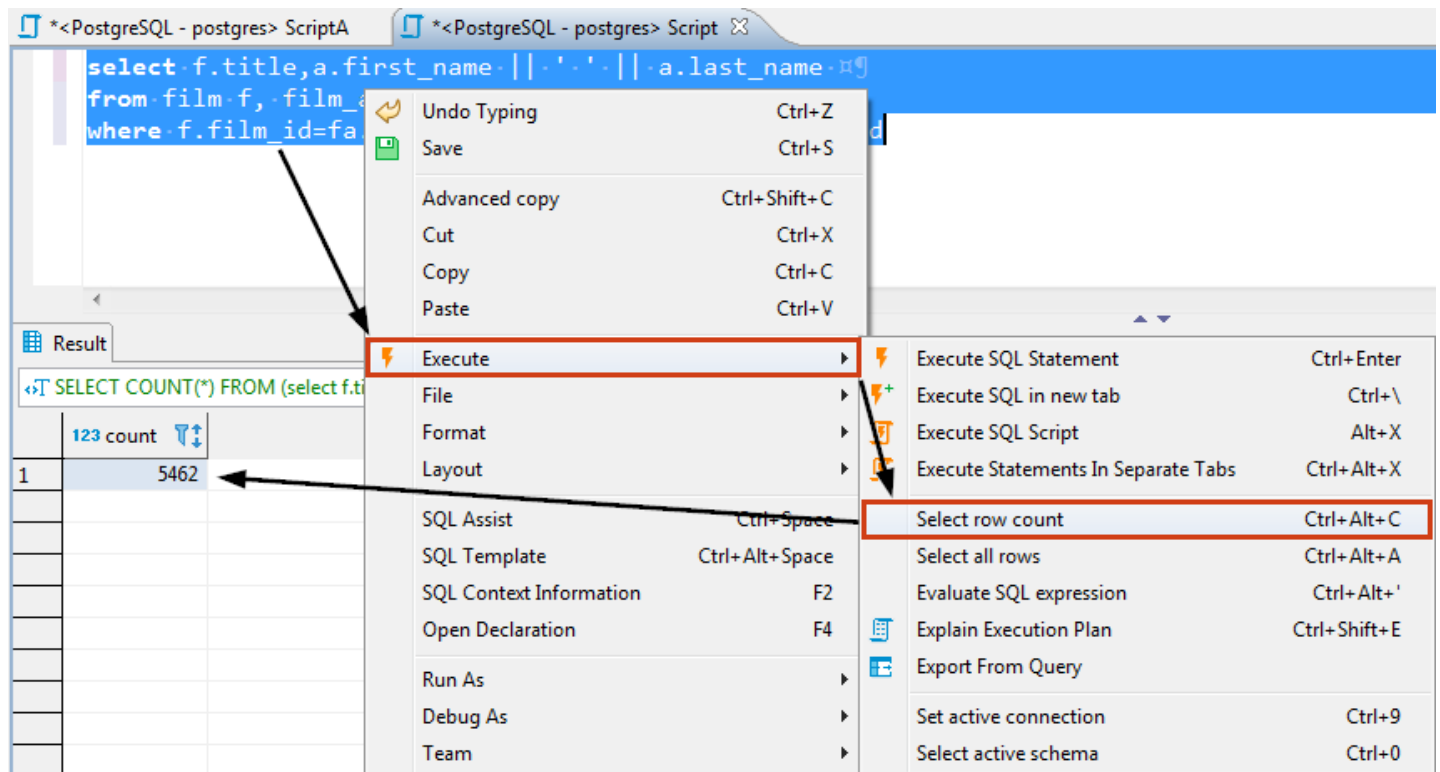 *<PostgreSQL - postgres> ScriptA
*<PostgreSQL - postgres> Script
select f.title,a.first_name || ' ' || a.last_name ¤¶
from film f, film_a
where f.film_id=fa. d
Undo Typing Ctrl+Z
Save Ctrl+S
Advanced copy Ctrl+Shift+C
Cut Ctrl+X
Copy Ctrl+C
Paste Ctrl+V
Execute
File
Format
Layout
SQL Assist Ctrl+Space
SQL Template Ctrl+Alt+Space
SQL Context Information F2
Open Declaration F4
Run As
Debug As
Team
Execute SQL Statement Ctrl+Enter
Execute SQL in new tab Ctrl+\
Execute SQL Script Alt+X
Execute Statements In Separate Tabs Ctrl+Alt+X
Select row count Ctrl+Alt+C
Select all rows Ctrl+Alt+A
Evaluate SQL expression Ctrl+Alt+'
Explain Execution Plan Ctrl+Shift+E
Export From Query
Set active connection Ctrl+9
Select active schema Ctrl+0
Result
SELECT COUNT(*) FROM (select f.ti
123 count
1 5462